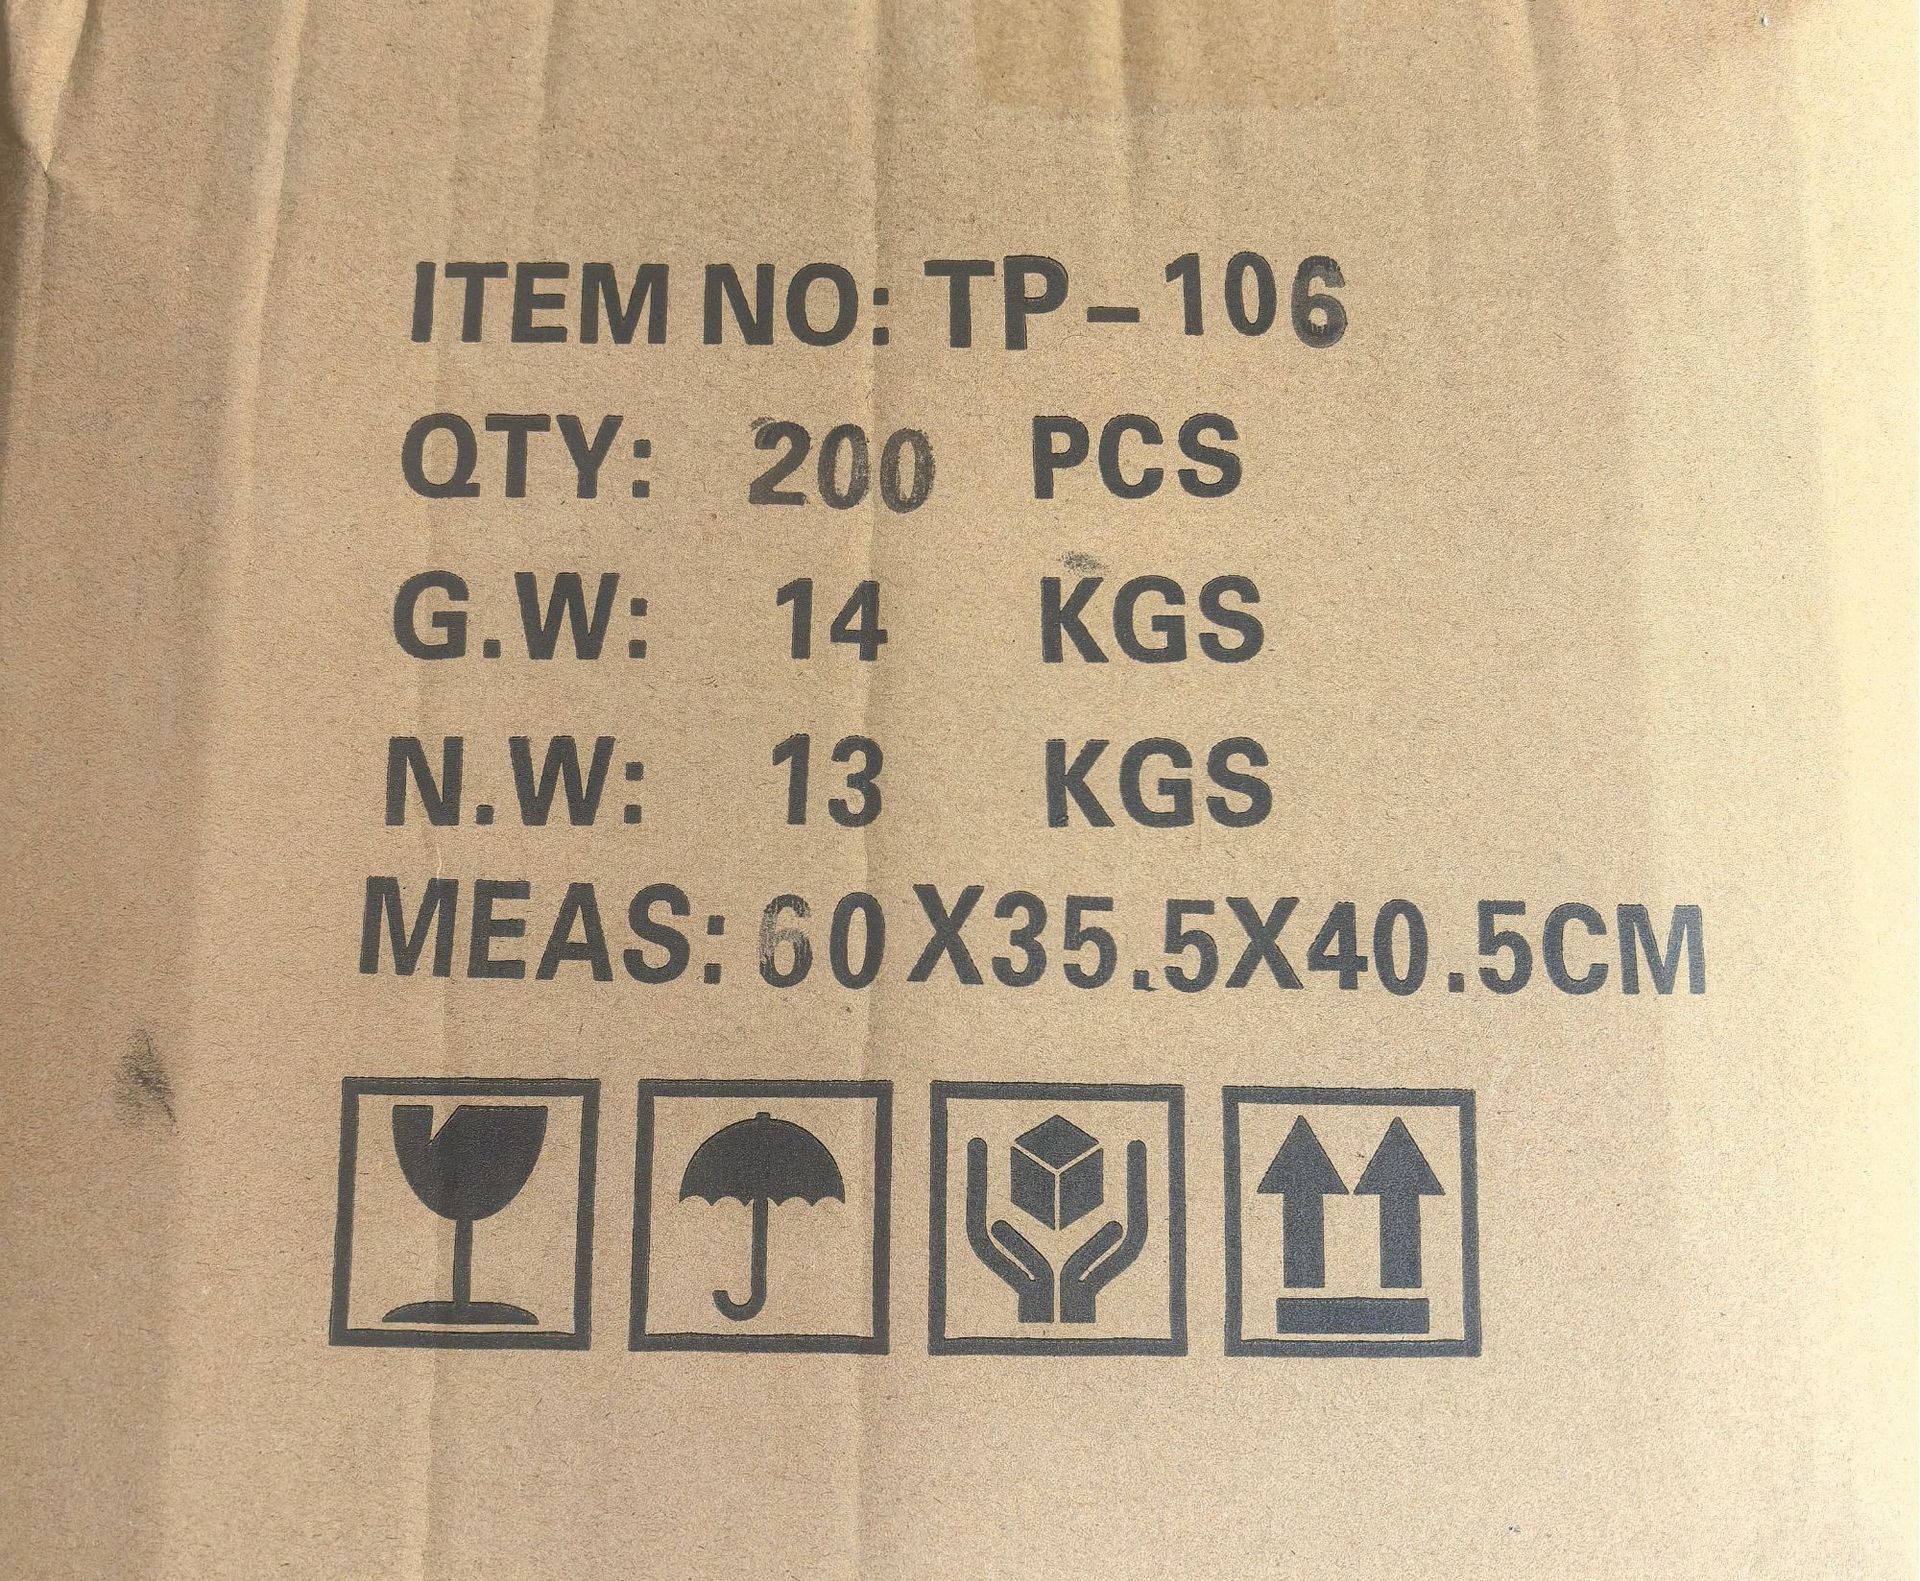 ITEM NO: TP-106
QTY: 200 PCS
G.W: 14 KGS
N.W: 13 KGS
MEAS: 60X35.5X40.5CM